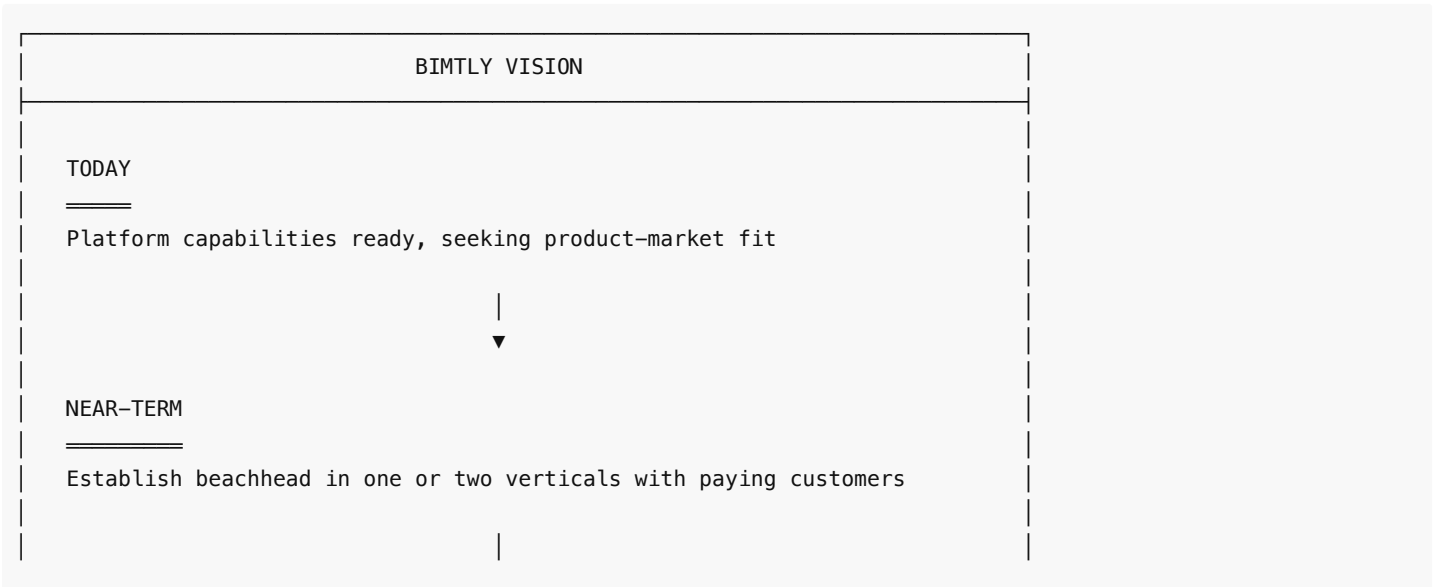 BIMTLY VISION
TODAY
═════
Platform capabilities ready, seeking product-market fit
│
▼
NEAR-TERM
═════════
Establish beachhead in one or two verticals with paying customers
│